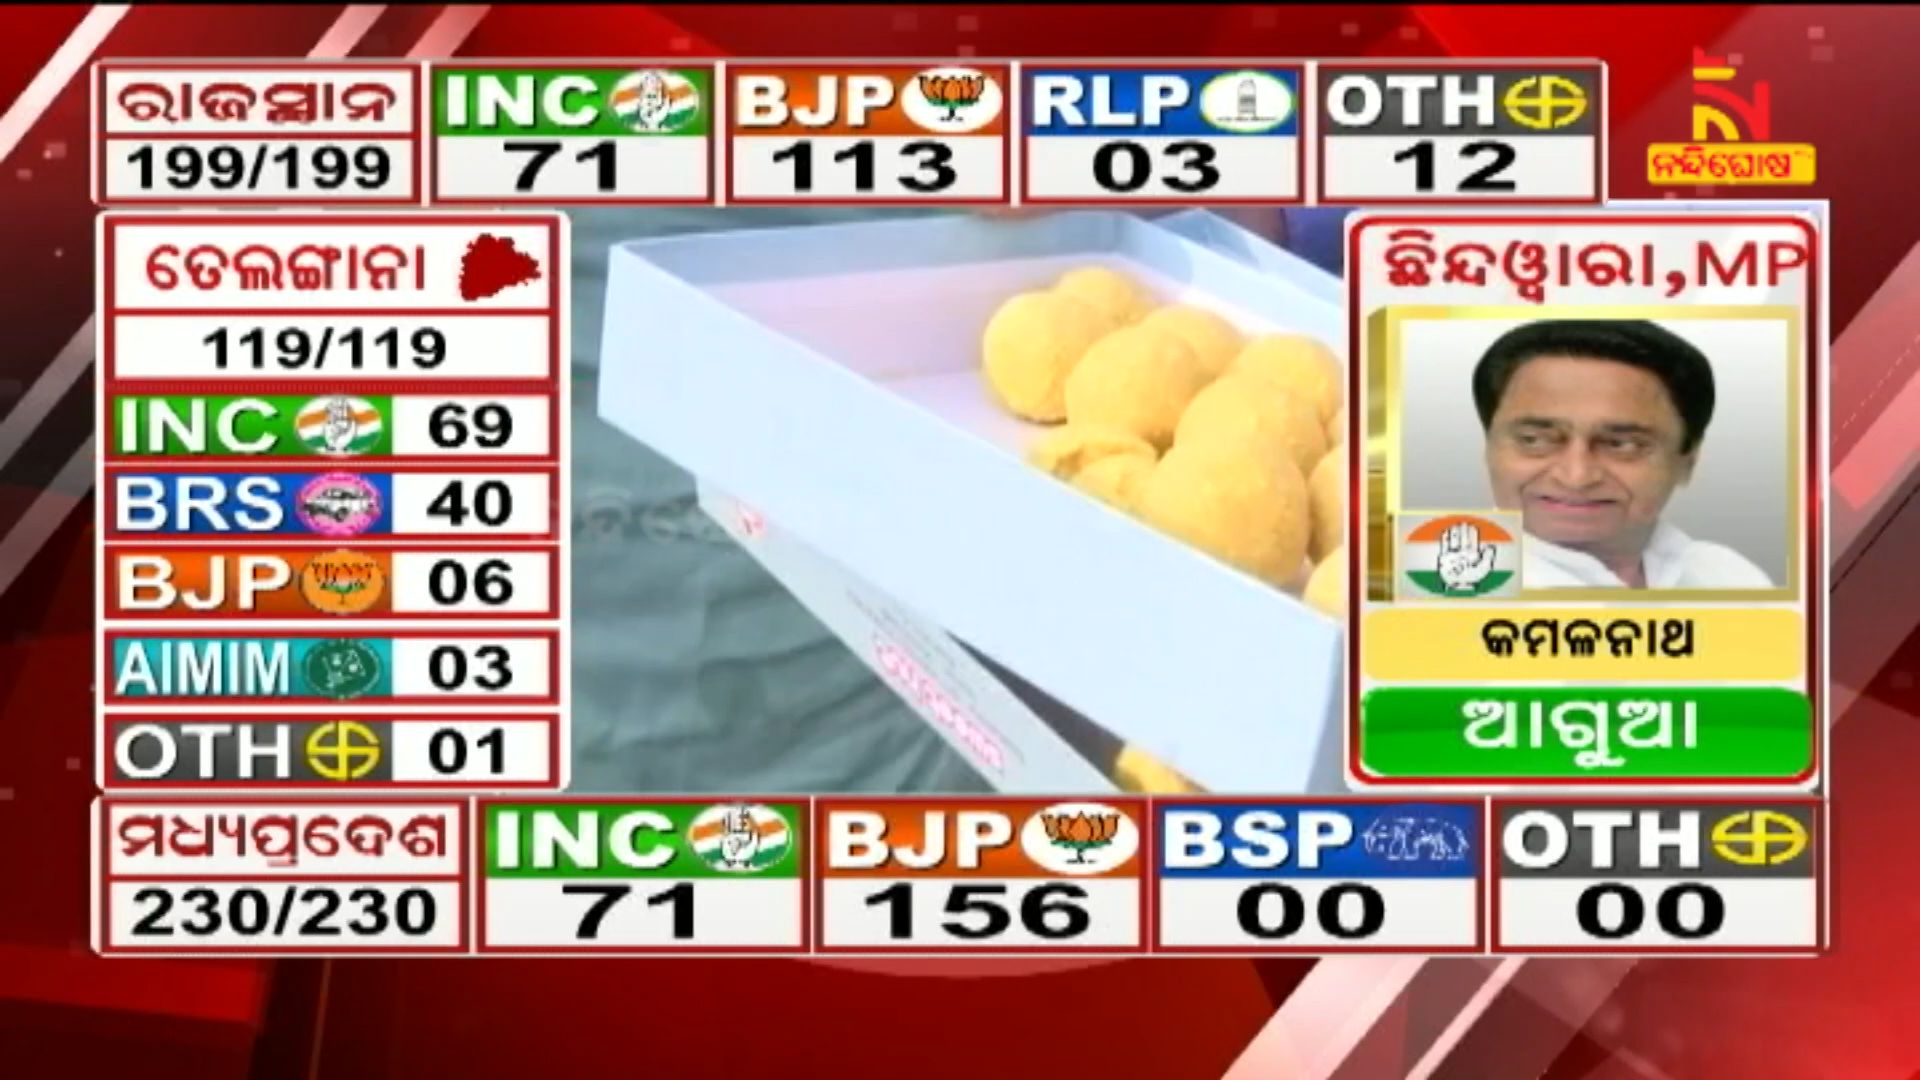 ରାଜସ୍ଥାନ INC BJP RLP OTH
199/199 71 113 03 12
ନନ୍ଦିଘୋଷ
ତେଲଙ୍ଗାନା
119/119
INC 69
BRS 40
BJP 06
AIMIM 03
OTH 01
ଛିନ୍ଦୱାରା,MP
କମଳନାଥ
ଆଗୁଆ
ମଧ୍ୟପ୍ରଦେଶ INC BJP BSP OTH
230/230 71 156 00 00